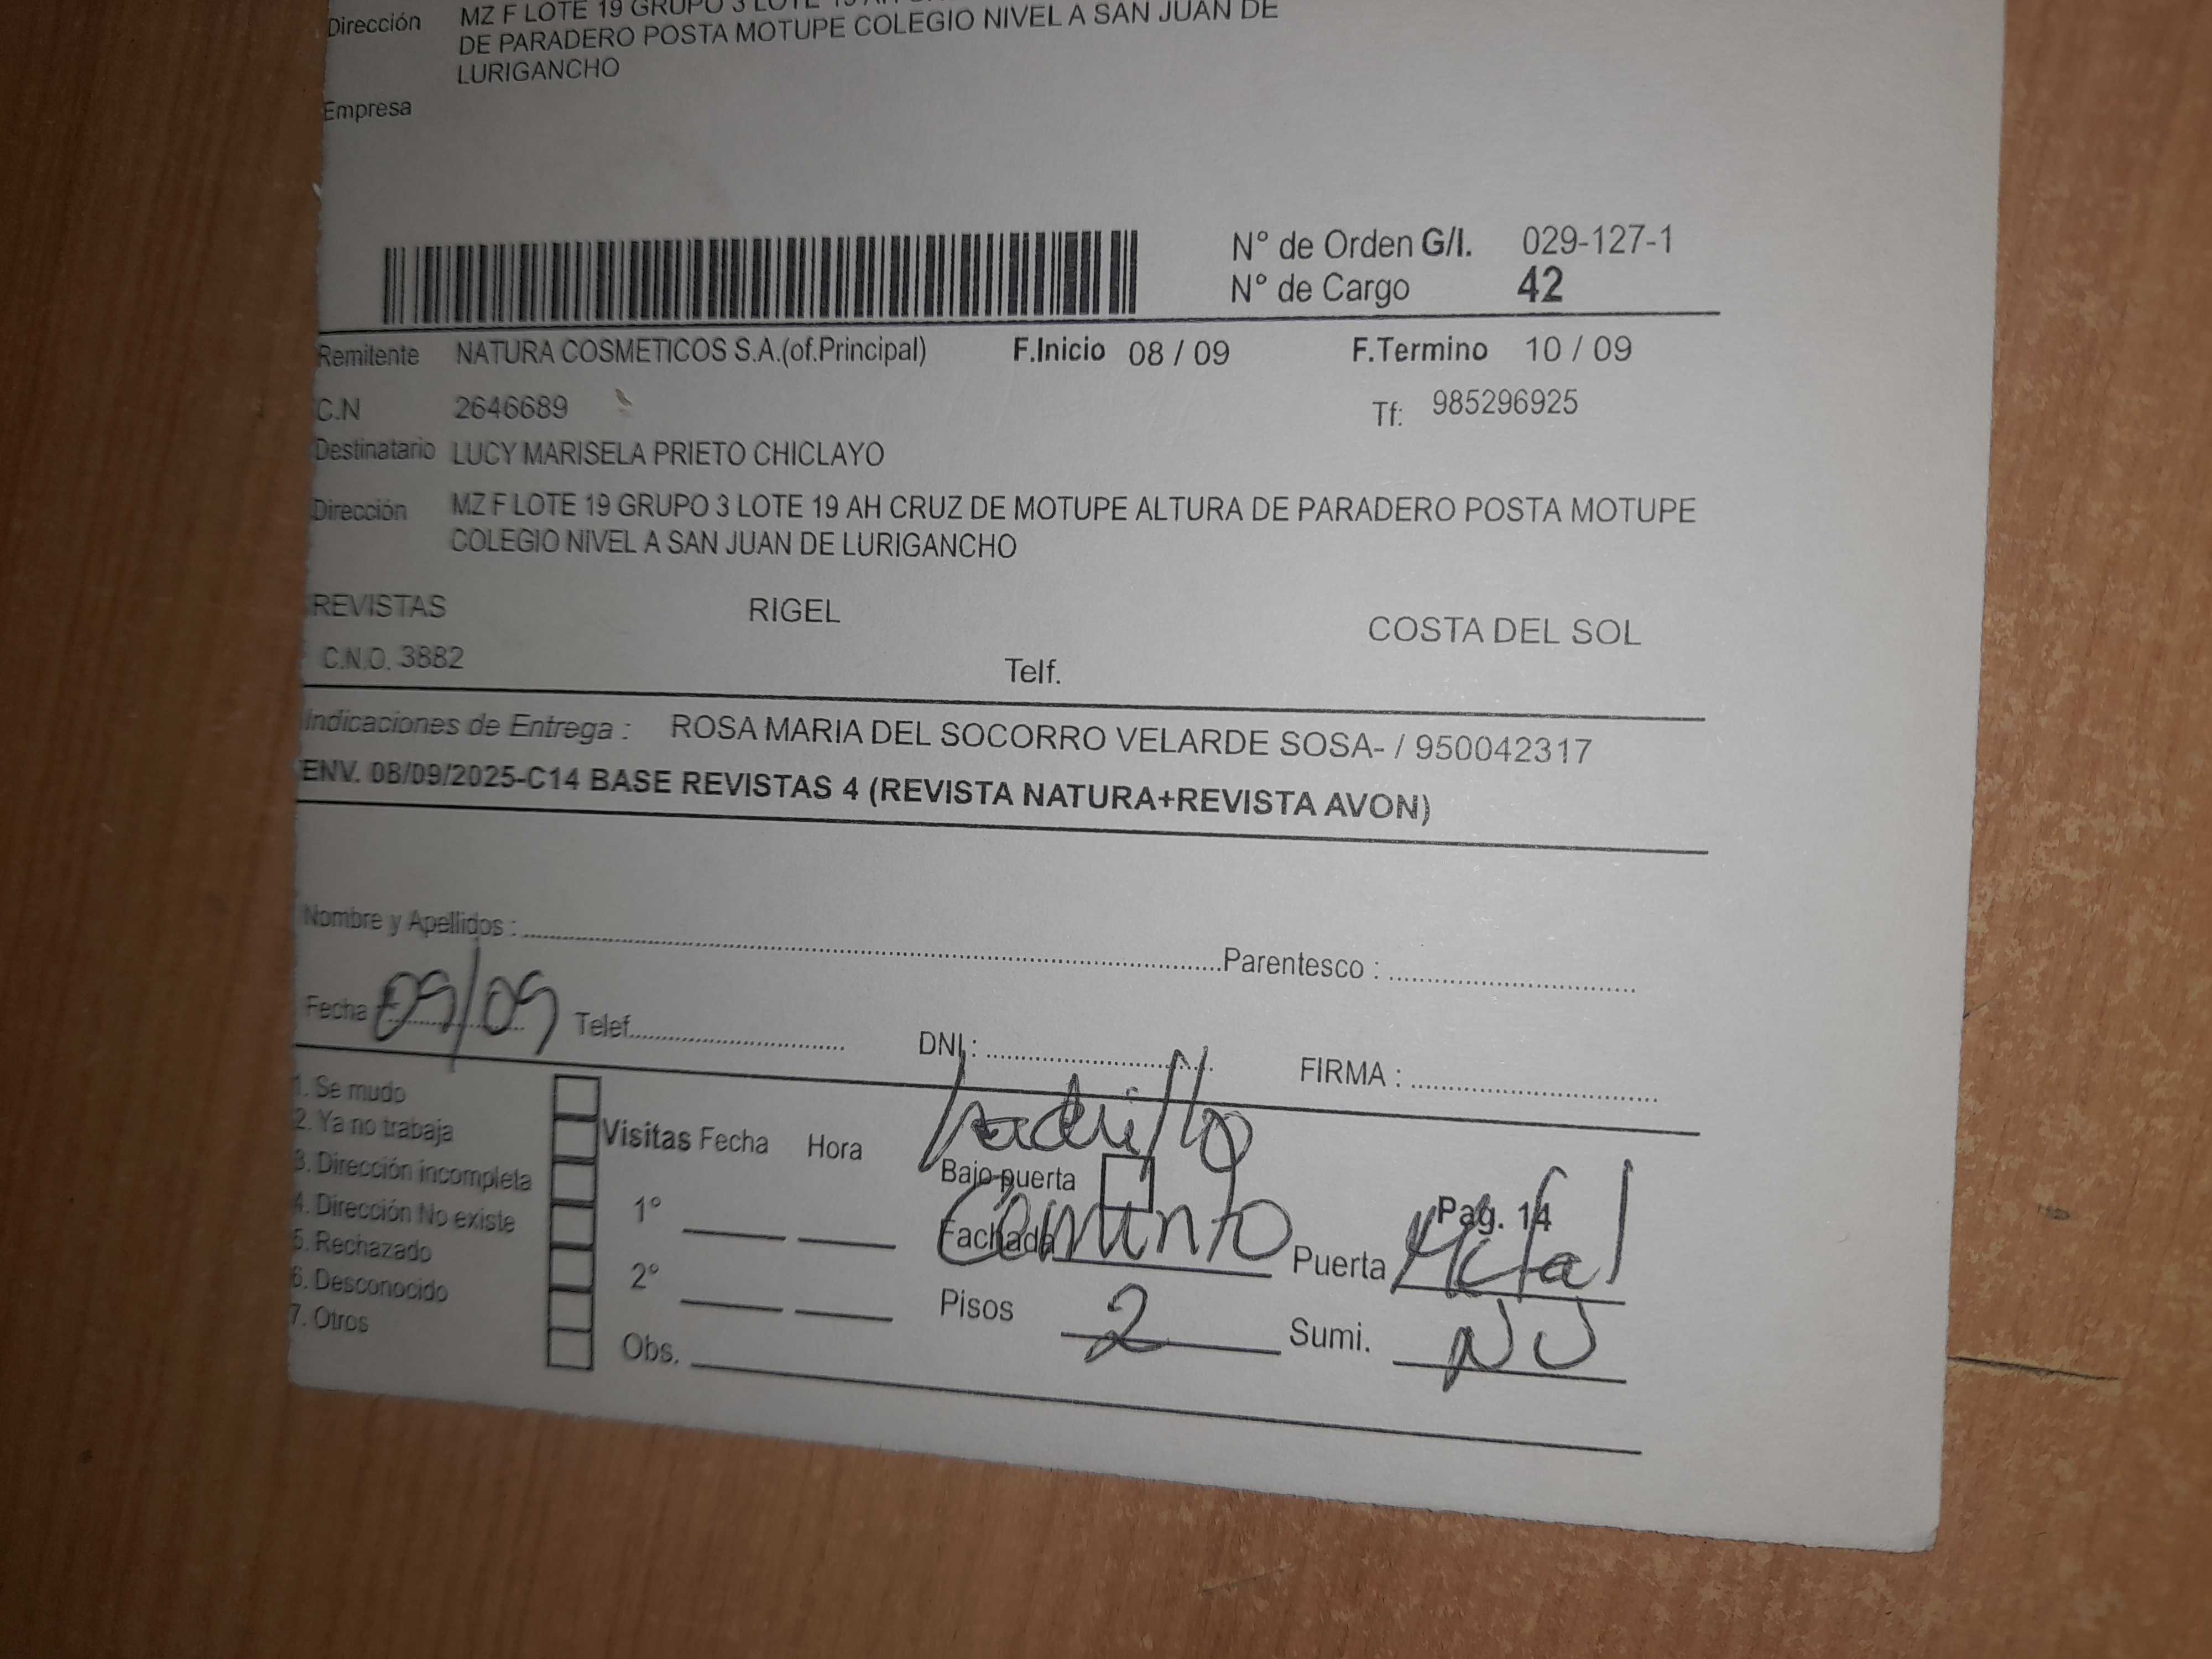 Dirección MZ F LOTE 19 GRUPO 3 LOTE 19 AH
DE PARADERO POSTA MOTUPE COLEGIO NIVEL A SAN JUAN DE
LURIGANCHO
Empresa
N° de Orden G/I. 029-127-1
N° de Cargo 42
Remitente NATURA COSMETICOS S.A.(of.Principal) F.Inicio 08 / 09 F.Termino 10 / 09
C.N 2646689 Tf: 985296925
Destinatario LUCY MARISELA PRIETO CHICLAYO
Dirección MZ F LOTE 19 GRUPO 3 LOTE 19 AH CRUZ DE MOTUPE ALTURA DE PARADERO POSTA MOTUPE
COLEGIO NIVEL A SAN JUAN DE LURIGANCHO
REVISTAS RIGEL COSTA DEL SOL
C.N.O. 3882 Telf.
Indicaciones de Entrega : ROSA MARIA DEL SOCORRO VELARDE SOSA- / 950042317
ENV. 08/09/2025-C14 BASE REVISTAS 4 (REVISTA NATURA+REVISTA AVON)
Nombre y Apellidos : Parentesco :
Fecha 09/09 Telef. DNI : FIRMA :
1. Se mudo
2. Ya no trabaja
3. Dirección incompleta
4. Dirección No existe
5. Rechazado
6. Desconocido
7. Otros
Visitas Fecha Hora
1°
2°
Obs.
Ladrillo
Bajo puerta Pag. 14
Fachada Cemento Puerta Metal
Pisos 2 Sumi. NJ